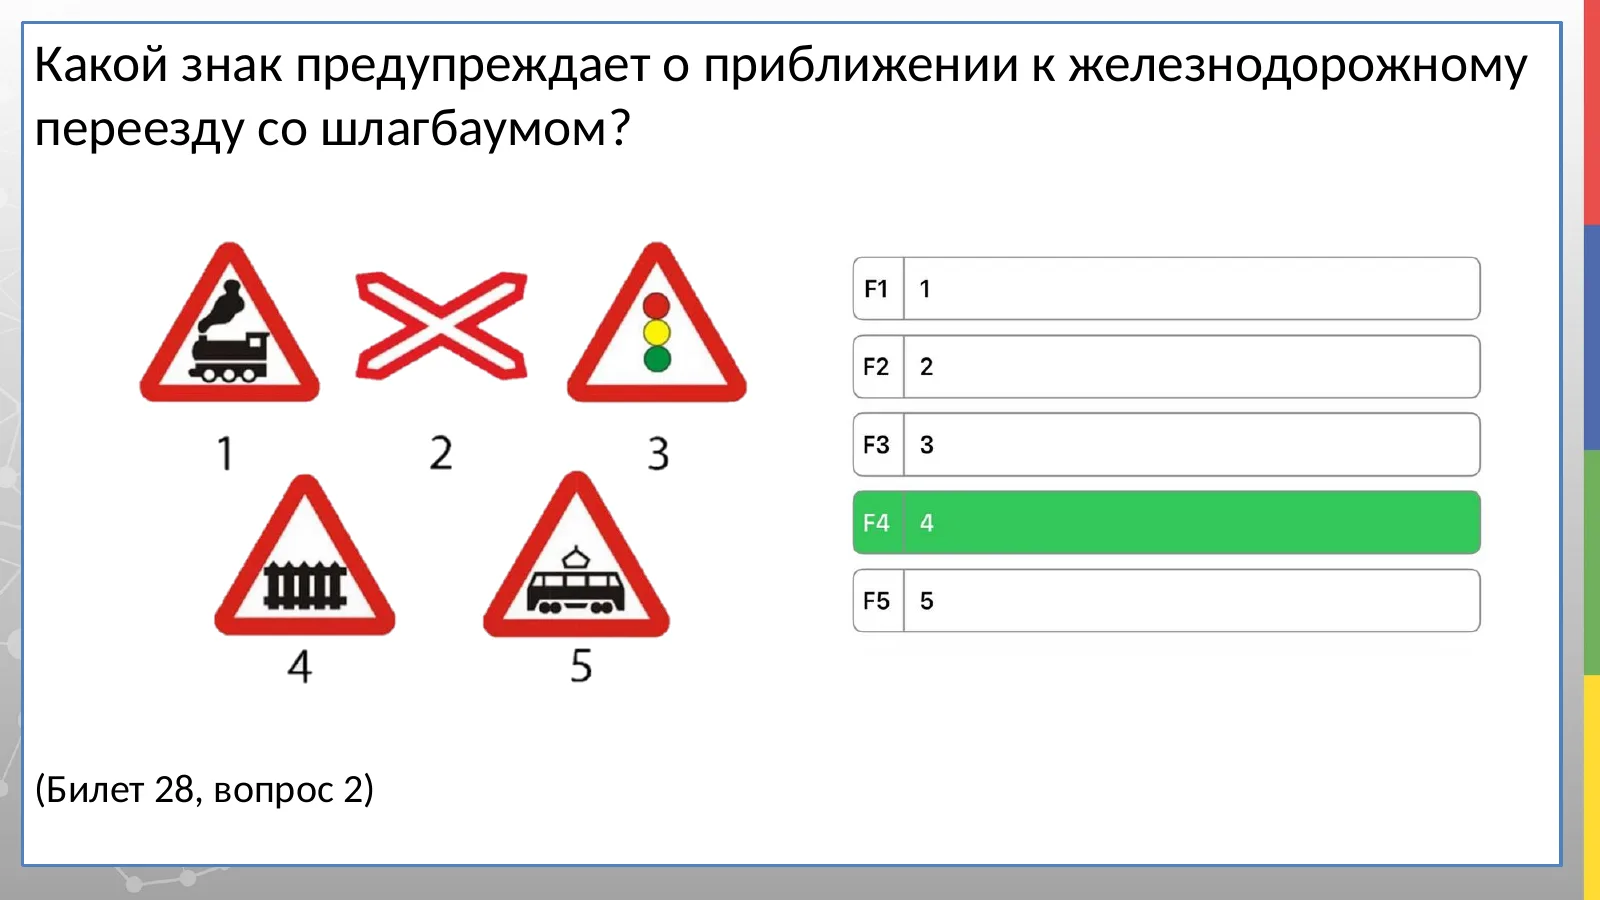 Какой знак предупреждает о приближении к железнодорожному
переезду со шлагбаумом?
1 2 3
4 5
F1 1
F2 2
F3 3
F4 4
F5 5
(Билет 28, вопрос 2)